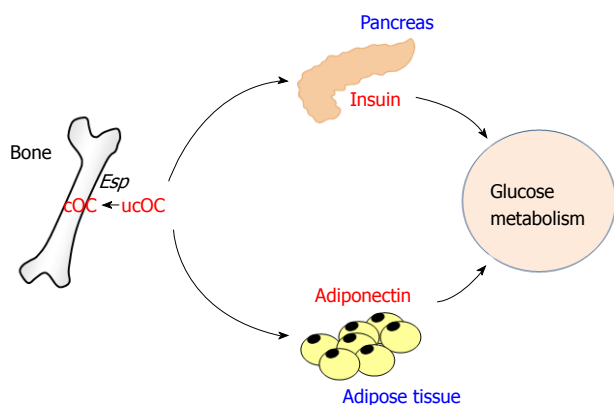 Pancreas
Insuin
Bone
Esp
cOC
ucOC
Glucose
metabolism
Adiponectin
Adipose tissue